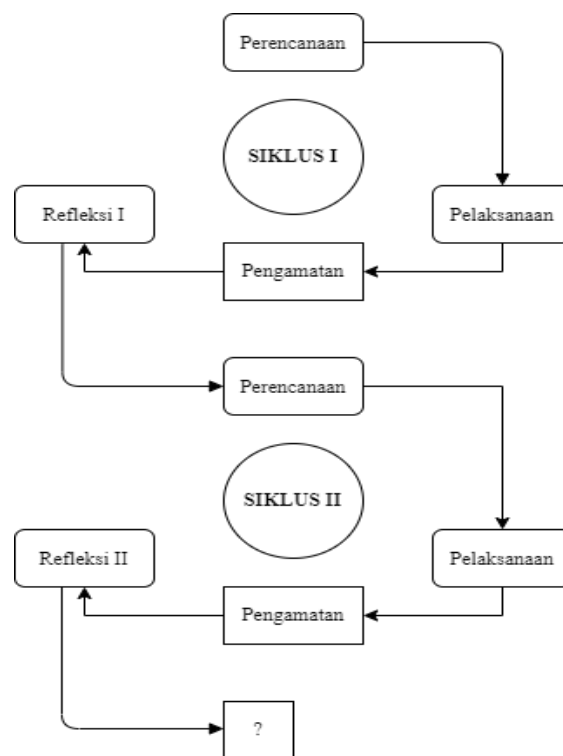 Perencanaan
SIKLUS I
Refleksi I
Pelaksanaan
Pengamatan
Perencanaan
SIKLUS II
Refleksi II
Pelaksanaan
Pengamatan
?